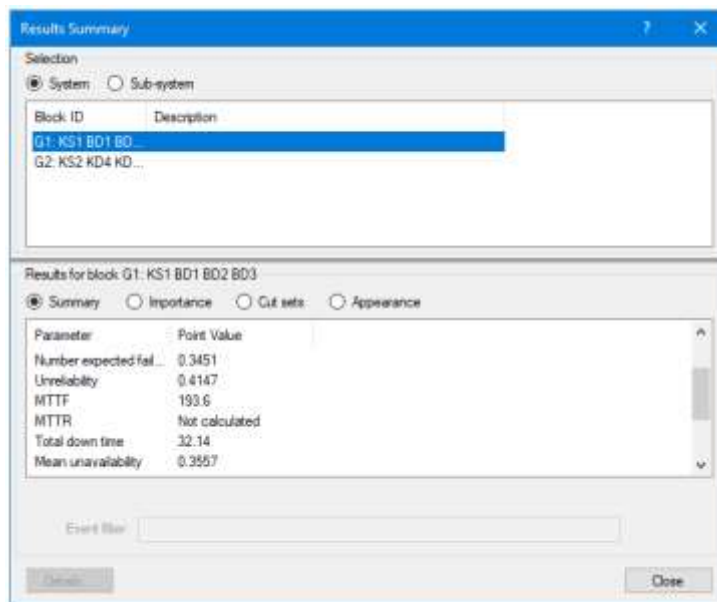 Results Summary ? ×
Selection
System Sub-system
Block ID Description
G1: KS1 BD1 BD...
G2: KS2 KD4 KD...
Results for block G1: KS1 BD1 BD2 BD3
Summary Importance Cut sets Appearance
Parameter Point Value
Number expected fail... 0.3451
Unreliability 0.4147
MTTF 193.6
MTTR Not calculated
Total down time 32.14
Mean unavailability 0.3557
Event filter
Details...
Close